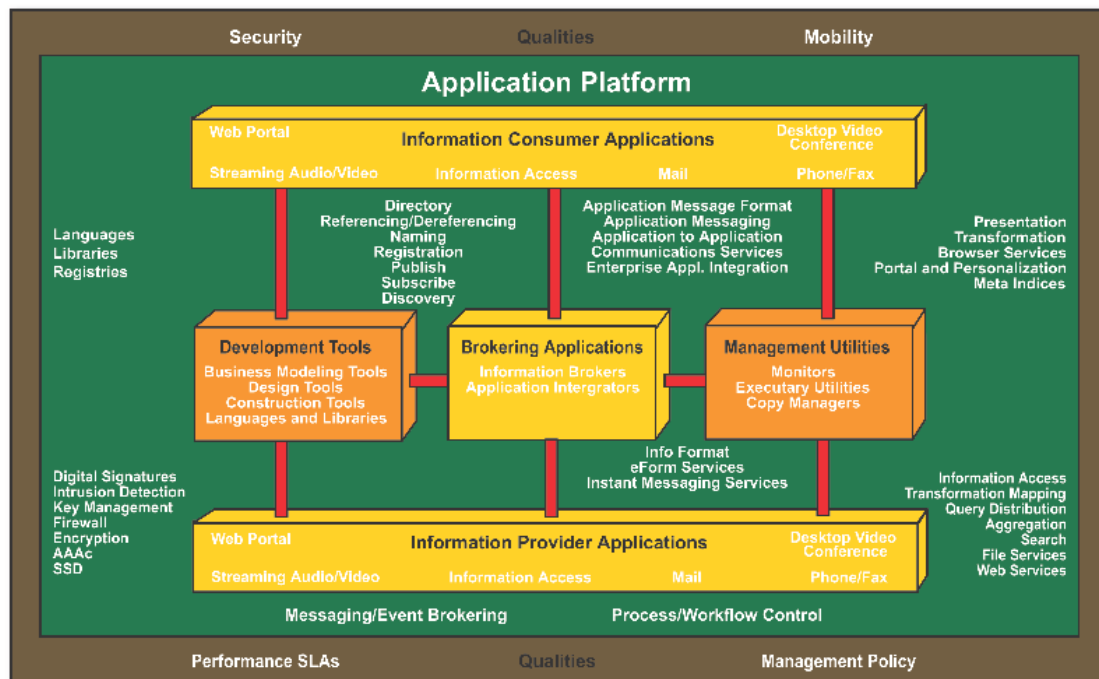 Security Qualities Mobility
Application Platform
Web Portal
Information Consumer Applications
Desktop Video
Conference
Streaming Audio/Video Information Access Mail Phone/Fax
Languages
Libraries
Registries
Directory
Referencing/Dereferencing
Naming
Registration
Publish
Subscribe
Discovery
Application Message Format
Application Messaging
Application to Application
Communications Services
Enterprise Appl. Integration
Presentation
Transformation
Browser Services
Portal and Personalization
Meta Indices
Development Tools
Business Modeling Tools
Design Tools
Construction Tools
Languages and Libraries
Brokering Applications
Information Brokers
Application Intergrators
Management Utilities
Monitors
Executary Utilities
Copy Managers
Digital Signatures
Intrusion Detection
Key Management
Firewall
Encryption
AAAc
SSD
Info Format
eForm Services
Instant Messaging Services
Information Access
Transformation Mapping
Query Distribution
Aggregation
Search
File Services
Web Services
Web Portal
Information Provider Applications
Desktop Video
Conference
Streaming Audio/Video Information Access Mail Phone/Fax
Messaging/Event Brokering Process/Workflow Control
Performance SLAs Qualities Management Policy